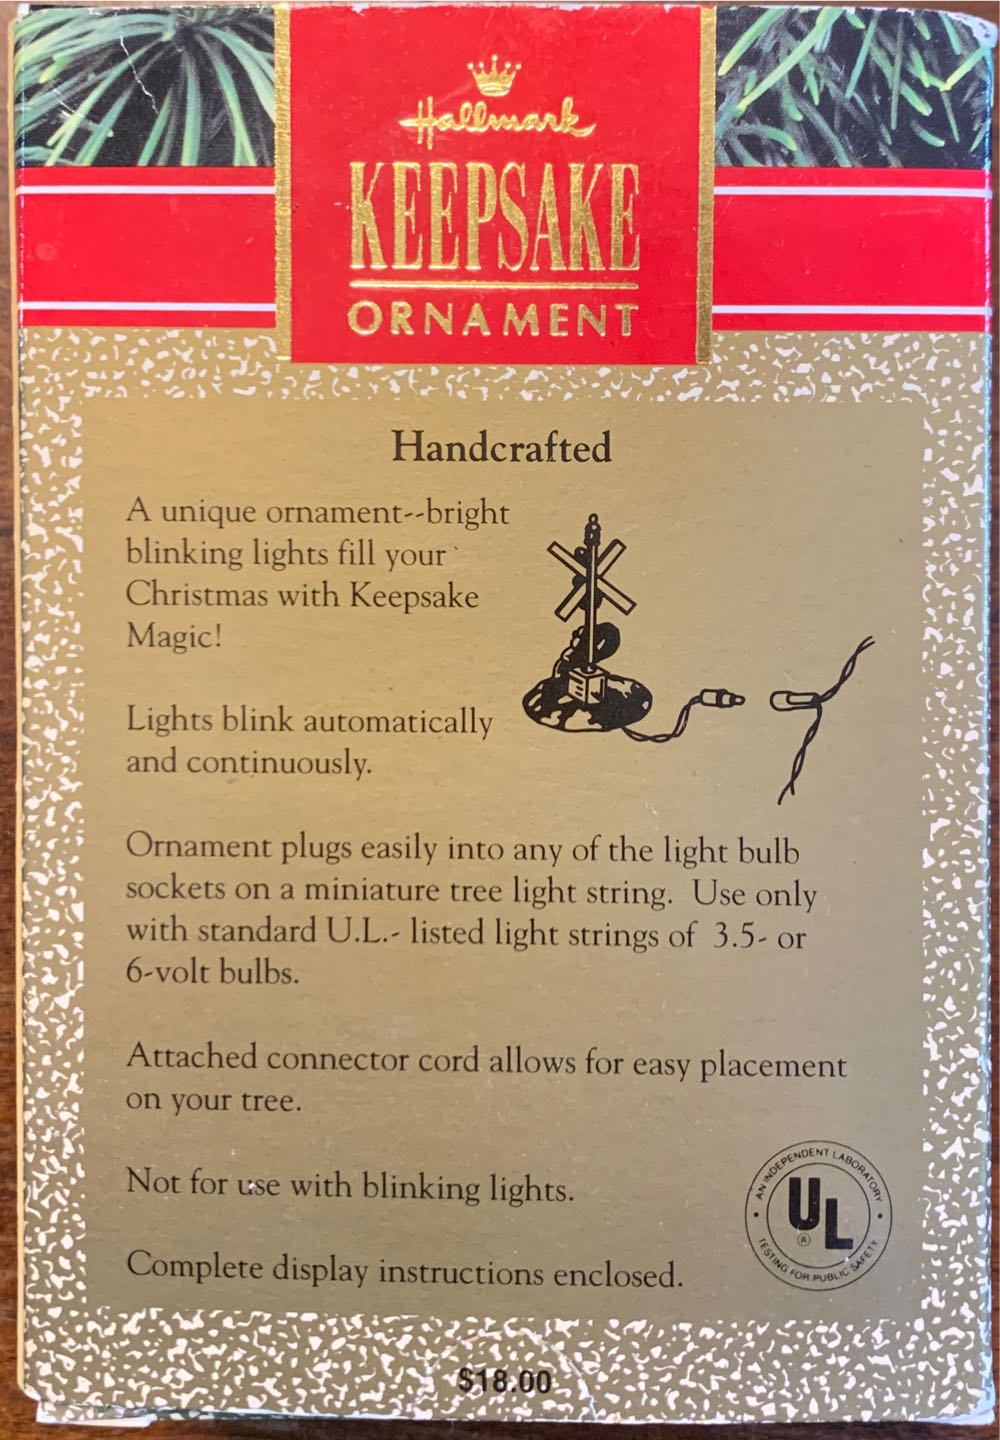 Hallmark
KEEPSAKE
ORNAMENT
Handcrafted
A unique ornament--bright
blinking lights fill your
Christmas with Keepsake
Magic!
Lights blink automatically
and continuously.
Ornament plugs easily into any of the light bulb
sockets on a miniature tree light string. Use only
with standard U.L.- listed light strings of 3.5- or
6-volt bulbs.
Attached connector cord allows for easy placement
on your tree.
Not for use with blinking lights.
Complete display instructions enclosed.
AN INDEPENDENT LABORATORY
UL
®
TESTING FOR PUBLIC SAFETY
$18.00